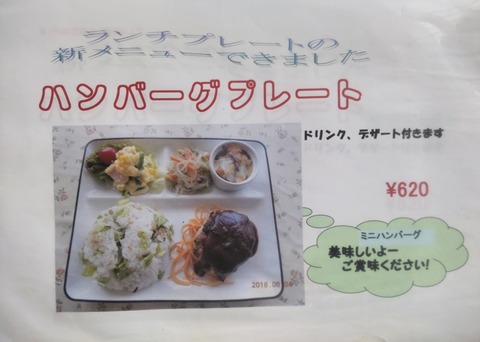 ランチプレートの
新メニューできました
ハンバーグプレート
ドリンク、デザート付きます
¥620
ミニハンバーグ
美味しいよー
ご賞味ください!